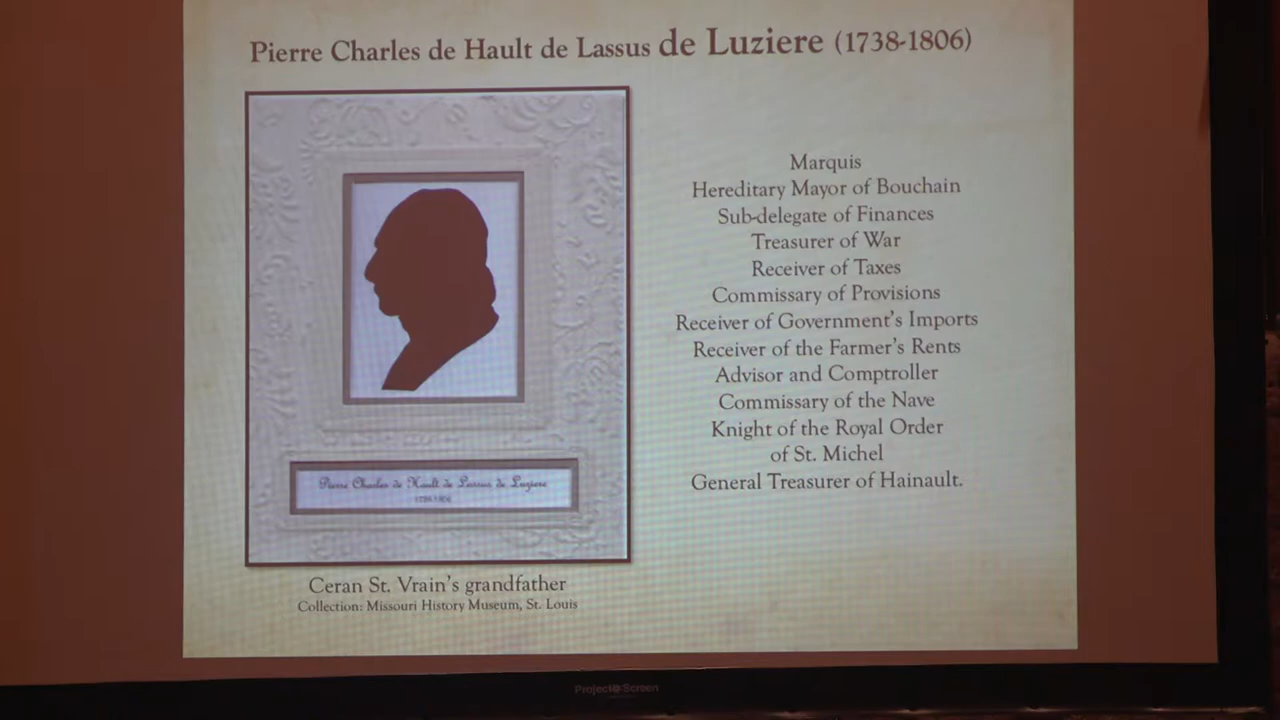 Pierre Charles de Hault de Lassus de Luziere (1738-1806)
Marquis
Hereditary Mayor of Bouchain
Sub-delegate of Finances
Treasurer of War
Receiver of Taxes
Commissary of Provisions
Receiver of Government's Imports
Receiver of the Farmer's Rents
Advisor and Comptroller
Commissary of the Nave
Knight of the Royal Order
of St. Michel
General Treasurer of Hainault.
Pierre Charles de Hault de Lassus de Luziere
1738-1806
Ceran St. Vrain's grandfather
Collection: Missouri History Museum, St. Louis
Project Screen